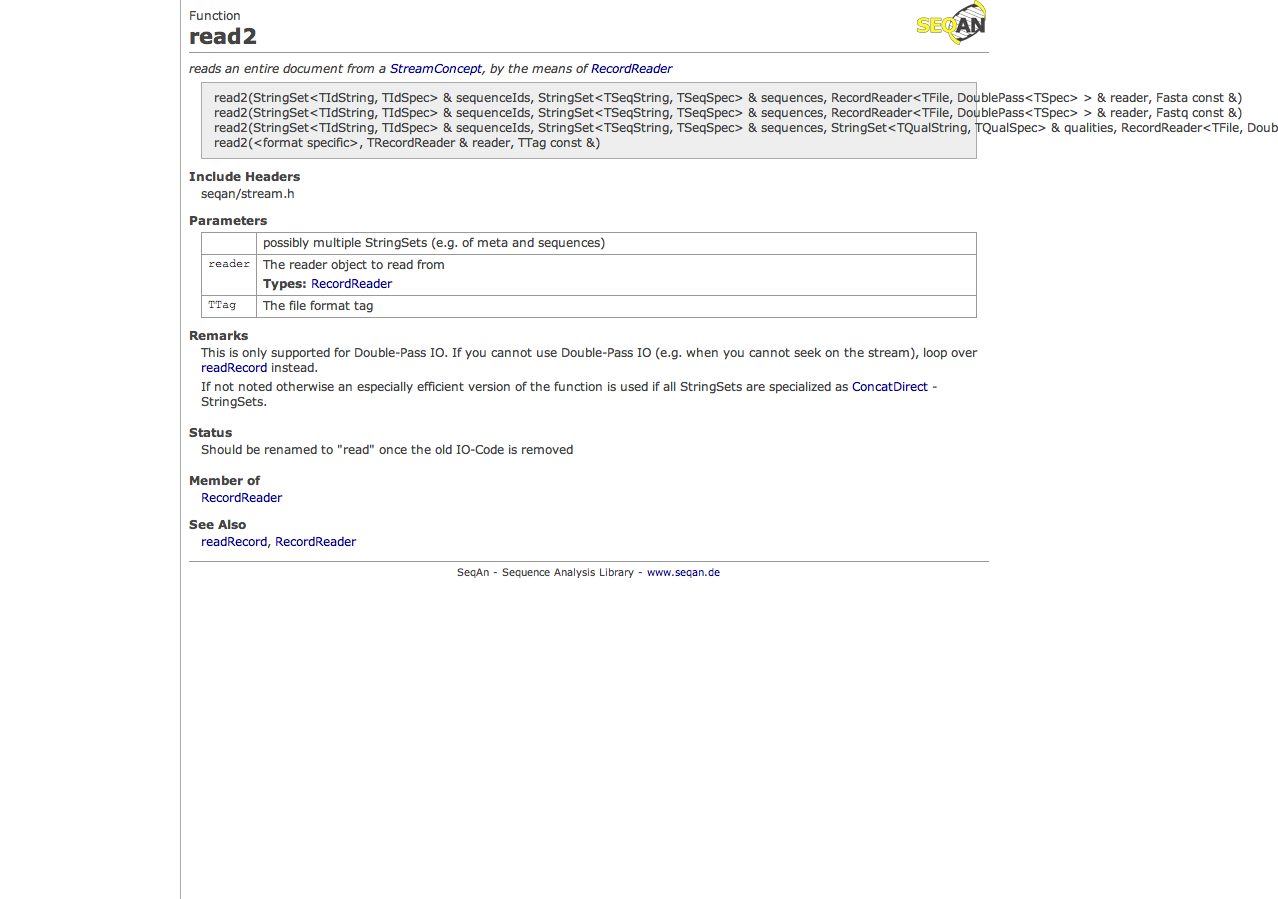 Function
SEQAN
read2
reads an entire document from a StreamConcept, by the means of RecordReader
read2(StringSet<TIdString, TIdSpec> & sequenceIds, StringSet<TSeqString, TSeqSpec> & sequences, RecordReader<TFile, DoublePass<TSpec> > & reader, Fasta const &)
read2(StringSet<TIdString, TIdSpec> & sequenceIds, StringSet<TSeqString, TSeqSpec> & sequences, RecordReader<TFile, DoublePass<TSpec> > & reader, Fastq const &)
read2(StringSet<TIdString, TIdSpec> & sequenceIds, StringSet<TSeqString, TSeqSpec> & sequences, StringSet<TQualString, TQualSpec> & qualities, RecordReader<TFile, Doub
read2(<format specific>, TRecordReader & reader, TTag const &)
Include Headers
seqan/stream.h
Parameters
possibly multiple StringSets (e.g. of meta and sequences)
reader The reader object to read from
Types: RecordReader
TTag The file format tag
Remarks
This is only supported for Double-Pass IO. If you cannot use Double-Pass IO (e.g. when you cannot seek on the stream), loop over
readRecord instead.
If not noted otherwise an especially efficient version of the function is used if all StringSets are specialized as ConcatDirect -
StringSets.
Status
Should be renamed to "read" once the old IO-Code is removed
Member of
RecordReader
See Also
readRecord, RecordReader
SeqAn - Sequence Analysis Library - www.seqan.de